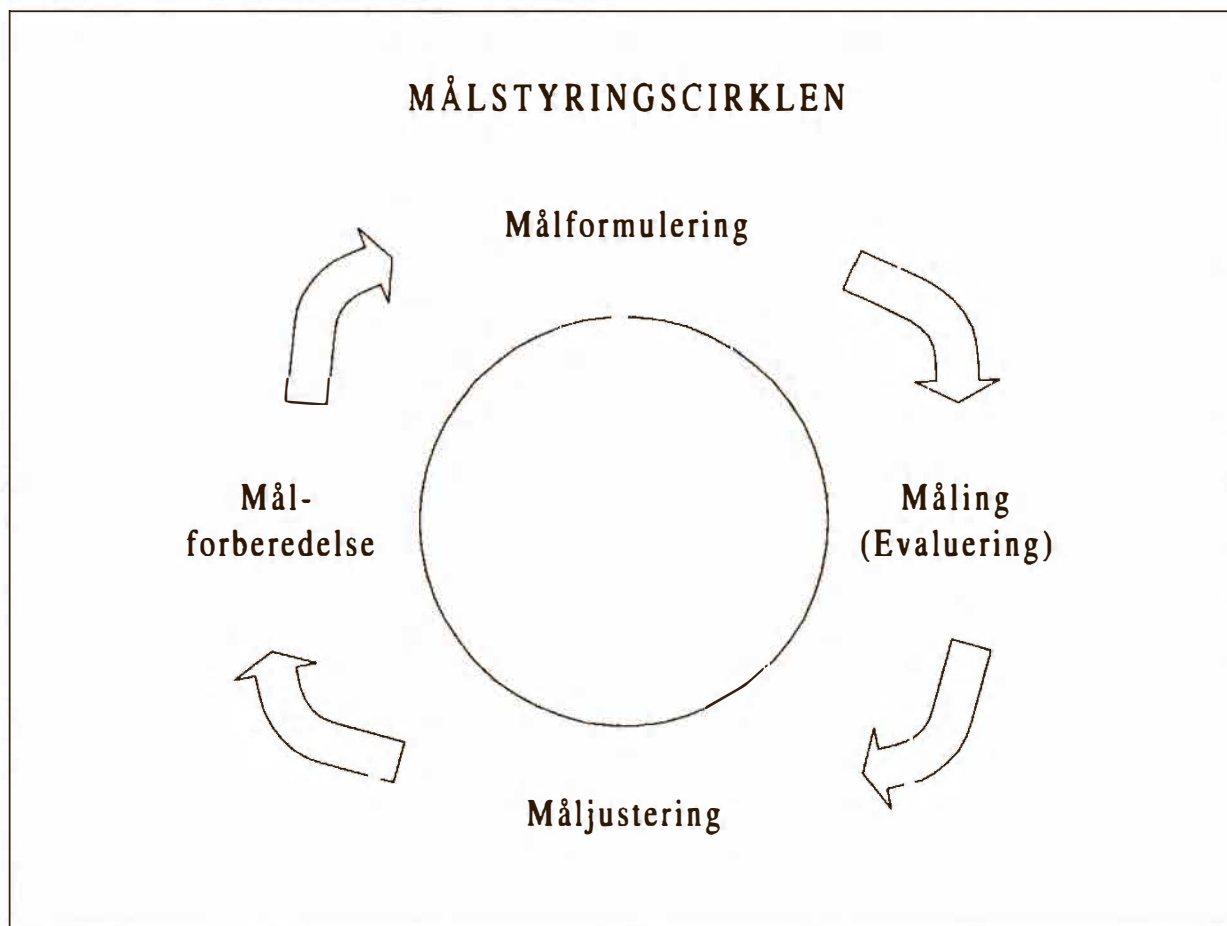 MÅLSTYRINGSCIRKLEN
Målformulering
Mål-
forberedelse
Måling
(Evaluering)
Måljustering